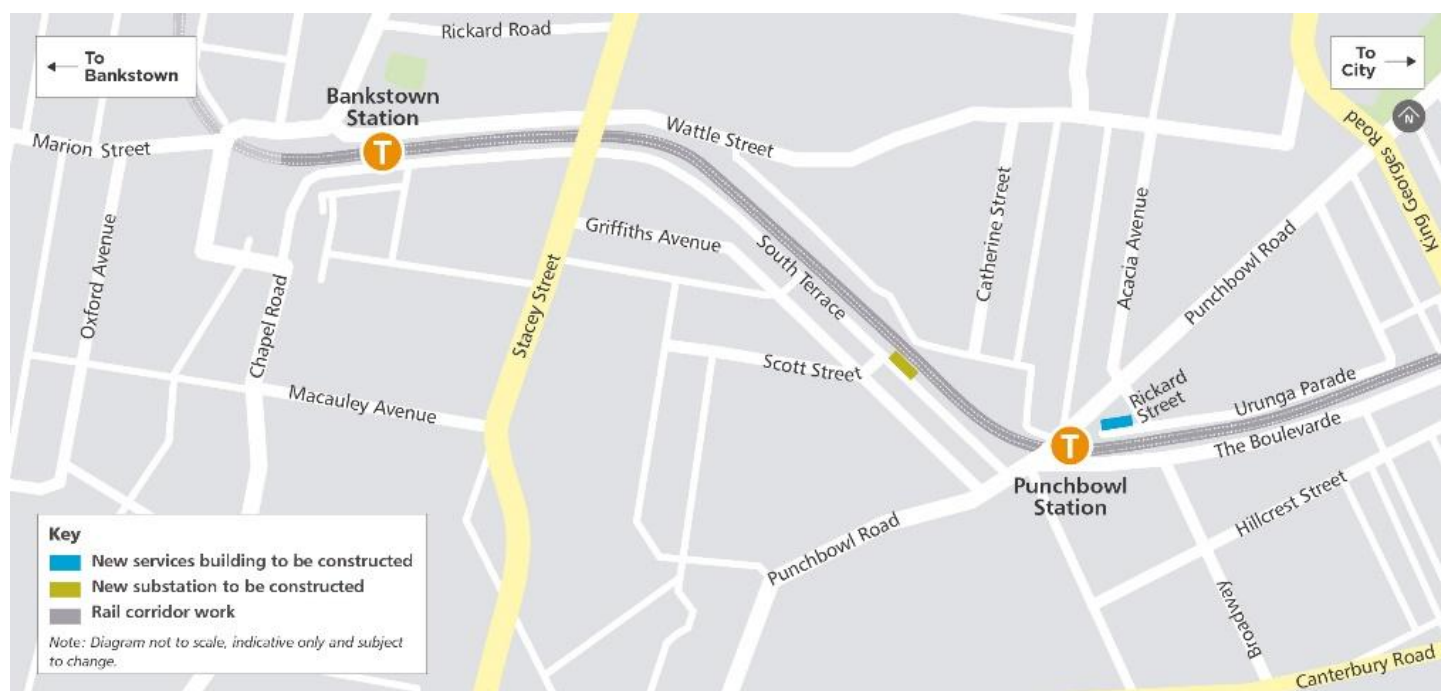 Rickard Road
To
Bankstown
To
City
N
Bankstown
Station
T
Marion Street
Wattle Street
King Georges Road
Oxford Avenue
Griffiths Avenue
South Terrace
Catherine Street
Acacia Avenue
Punchbowl Road
Stacey Street
Chapel Road
Scott Street
Macauley Avenue
Rickard
Street
Urunga Parade
The Boulevarde
T
Punchbowl
Station
Hillcrest Street
Punchbowl Road
Broadway
Canterbury Road
Key
New services building to be constructed
New substation to be constructed
Rail corridor work
Note: Diagram not to scale, indicative only and subject
to change.